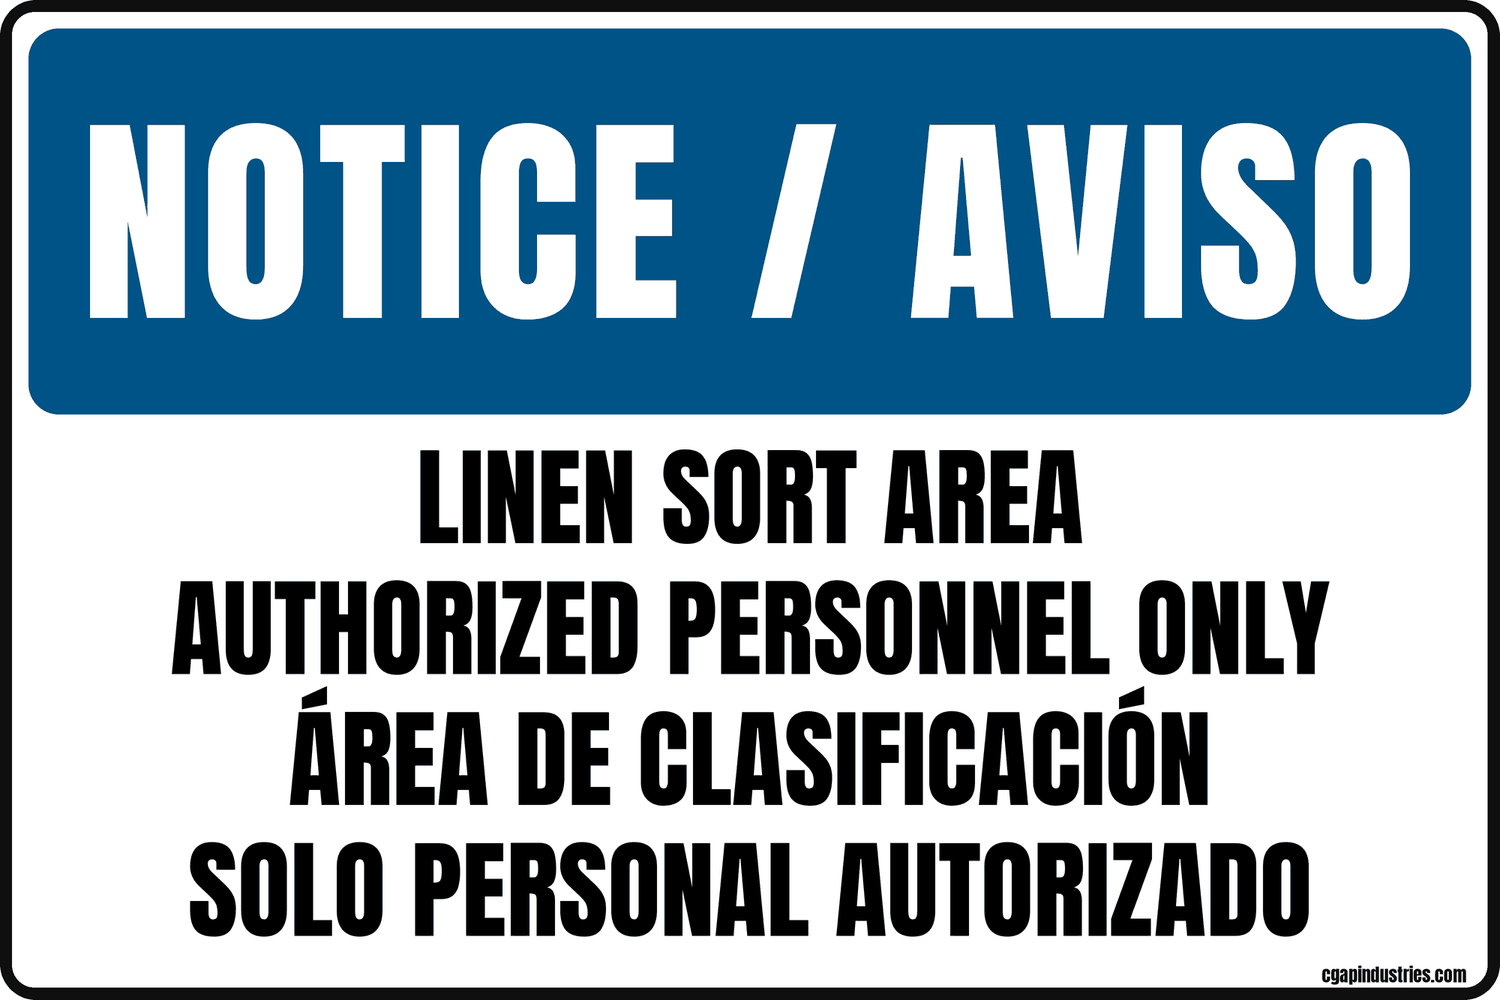 NOTICE / AVISO
LINEN SORT AREA
AUTHORIZED PERSONNEL ONLY
ÁREA DE CLASIFICACIÓN
SOLO PERSONAL AUTORIZADO
cgapindustries.com